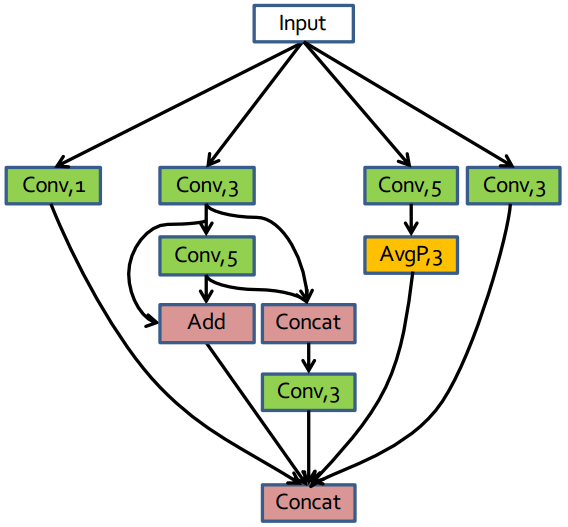 Input
Conv,1
Conv,3
Conv,5
Conv,3
Conv,5
AvgP,3
Add
Concat
Conv,3
Concat